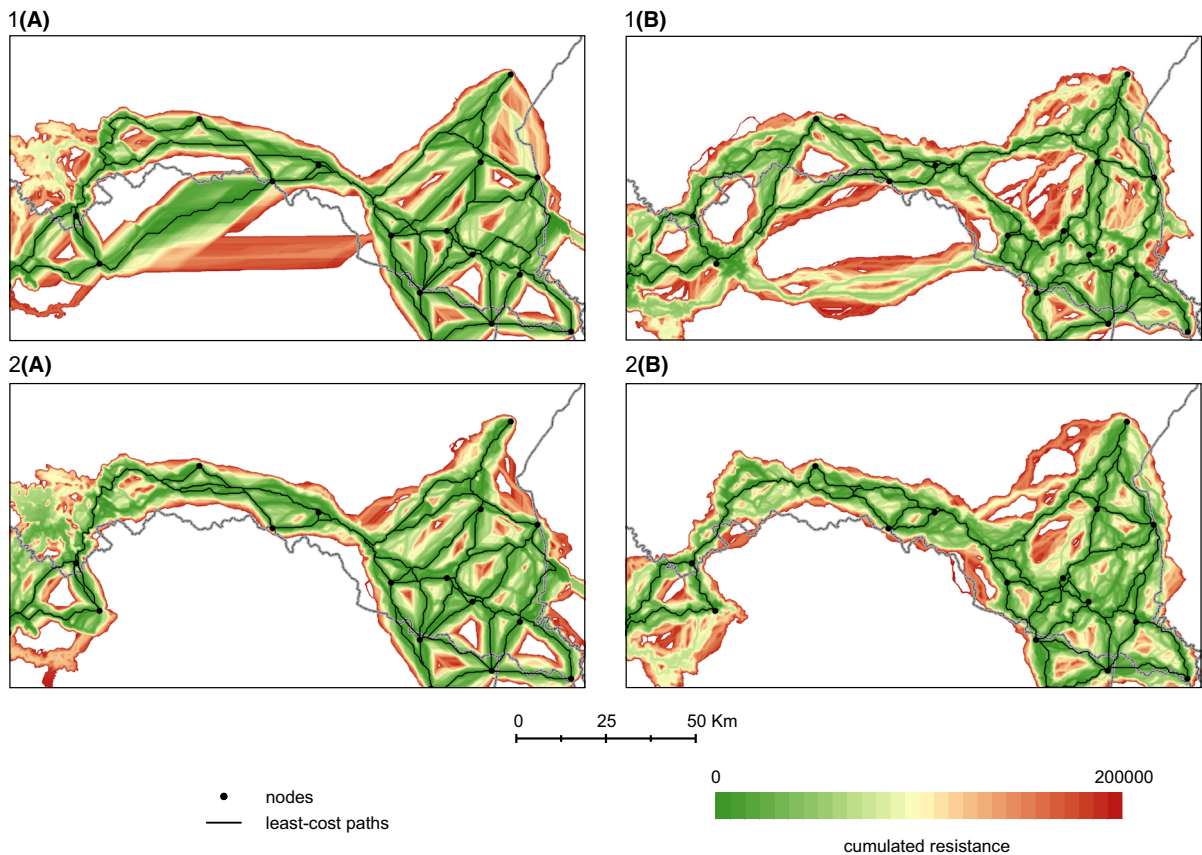 1(A)
1(B)
2(A)
2(B)
0 25 50 Km
nodes
least-cost paths
0 200000
cumulated resistance